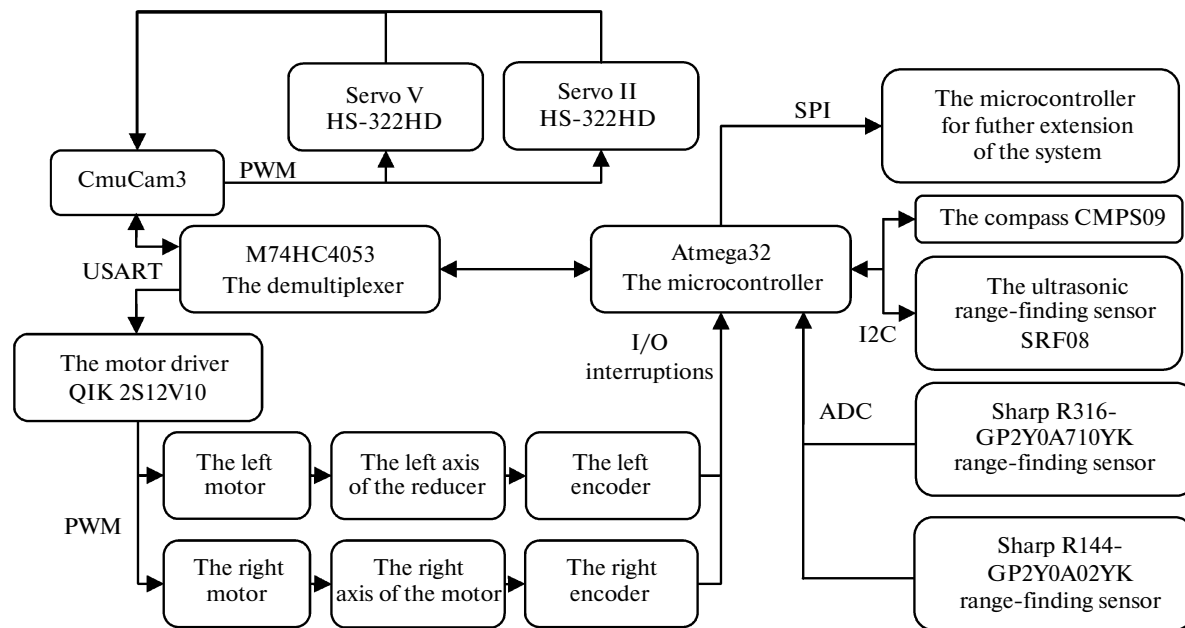 Servo V
HS-322HD
Servo II
HS-322HD
SPI
The microcontroller
for futher extension
of the system
CmuCam3
PWM
The compass CMPS09
USART
M74HC4053
The demultiplexer
Atmega32
The microcontroller
The ultrasonic
range-finding sensor
SRF08
I2C
The motor driver
QIK 2S12V10
I/O
interruptions
ADC
Sharp R316-
GP2Y0A710YK
range-finding sensor
The left
motor
The left axis
of the reducer
The left
encoder
PWM
The right
motor
The right
axis of the motor
The right
encoder
Sharp R144-
GP2Y0A02YK
range-finding sensor